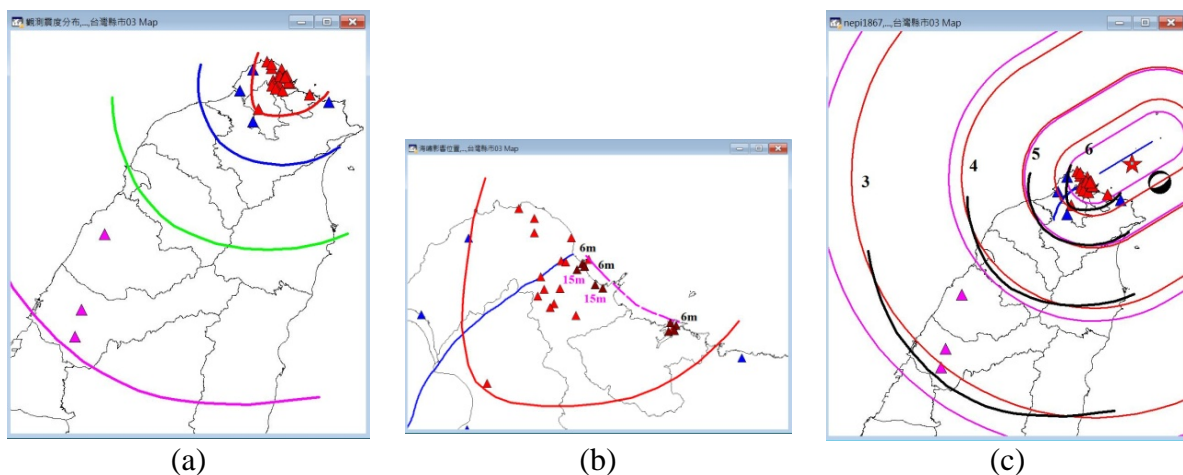 觀測震度分布,...,台灣縣市03 Map
海嘯影響位置,...,台灣縣市03 Map
6m
6m
15m
15m
6m
nepi1867,...,台灣縣市03 Map
6
5
4
3
(a)
(b)
(c)